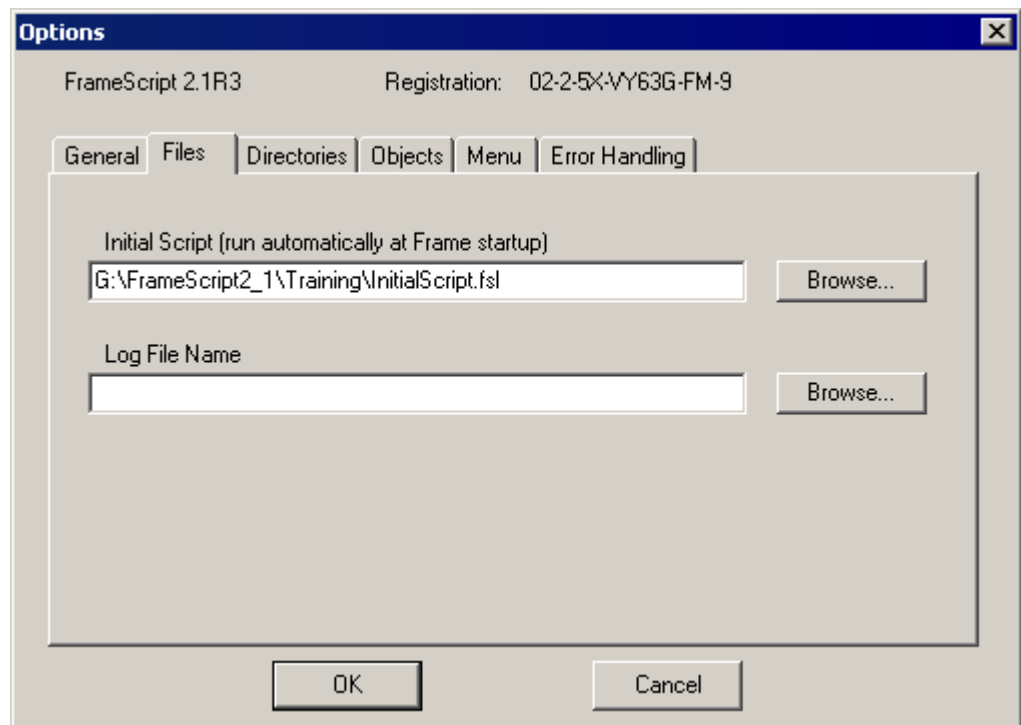 Options
FrameScript 2.1R3 Registration: 02-2-5X-VY63G-FM-9
General Files Directories Objects Menu Error Handling
Initial Script (run automatically at Frame startup)
G:\FrameScript2_1\Training\InitialScript.fsl Browse...
Log File Name
Browse...
OK Cancel